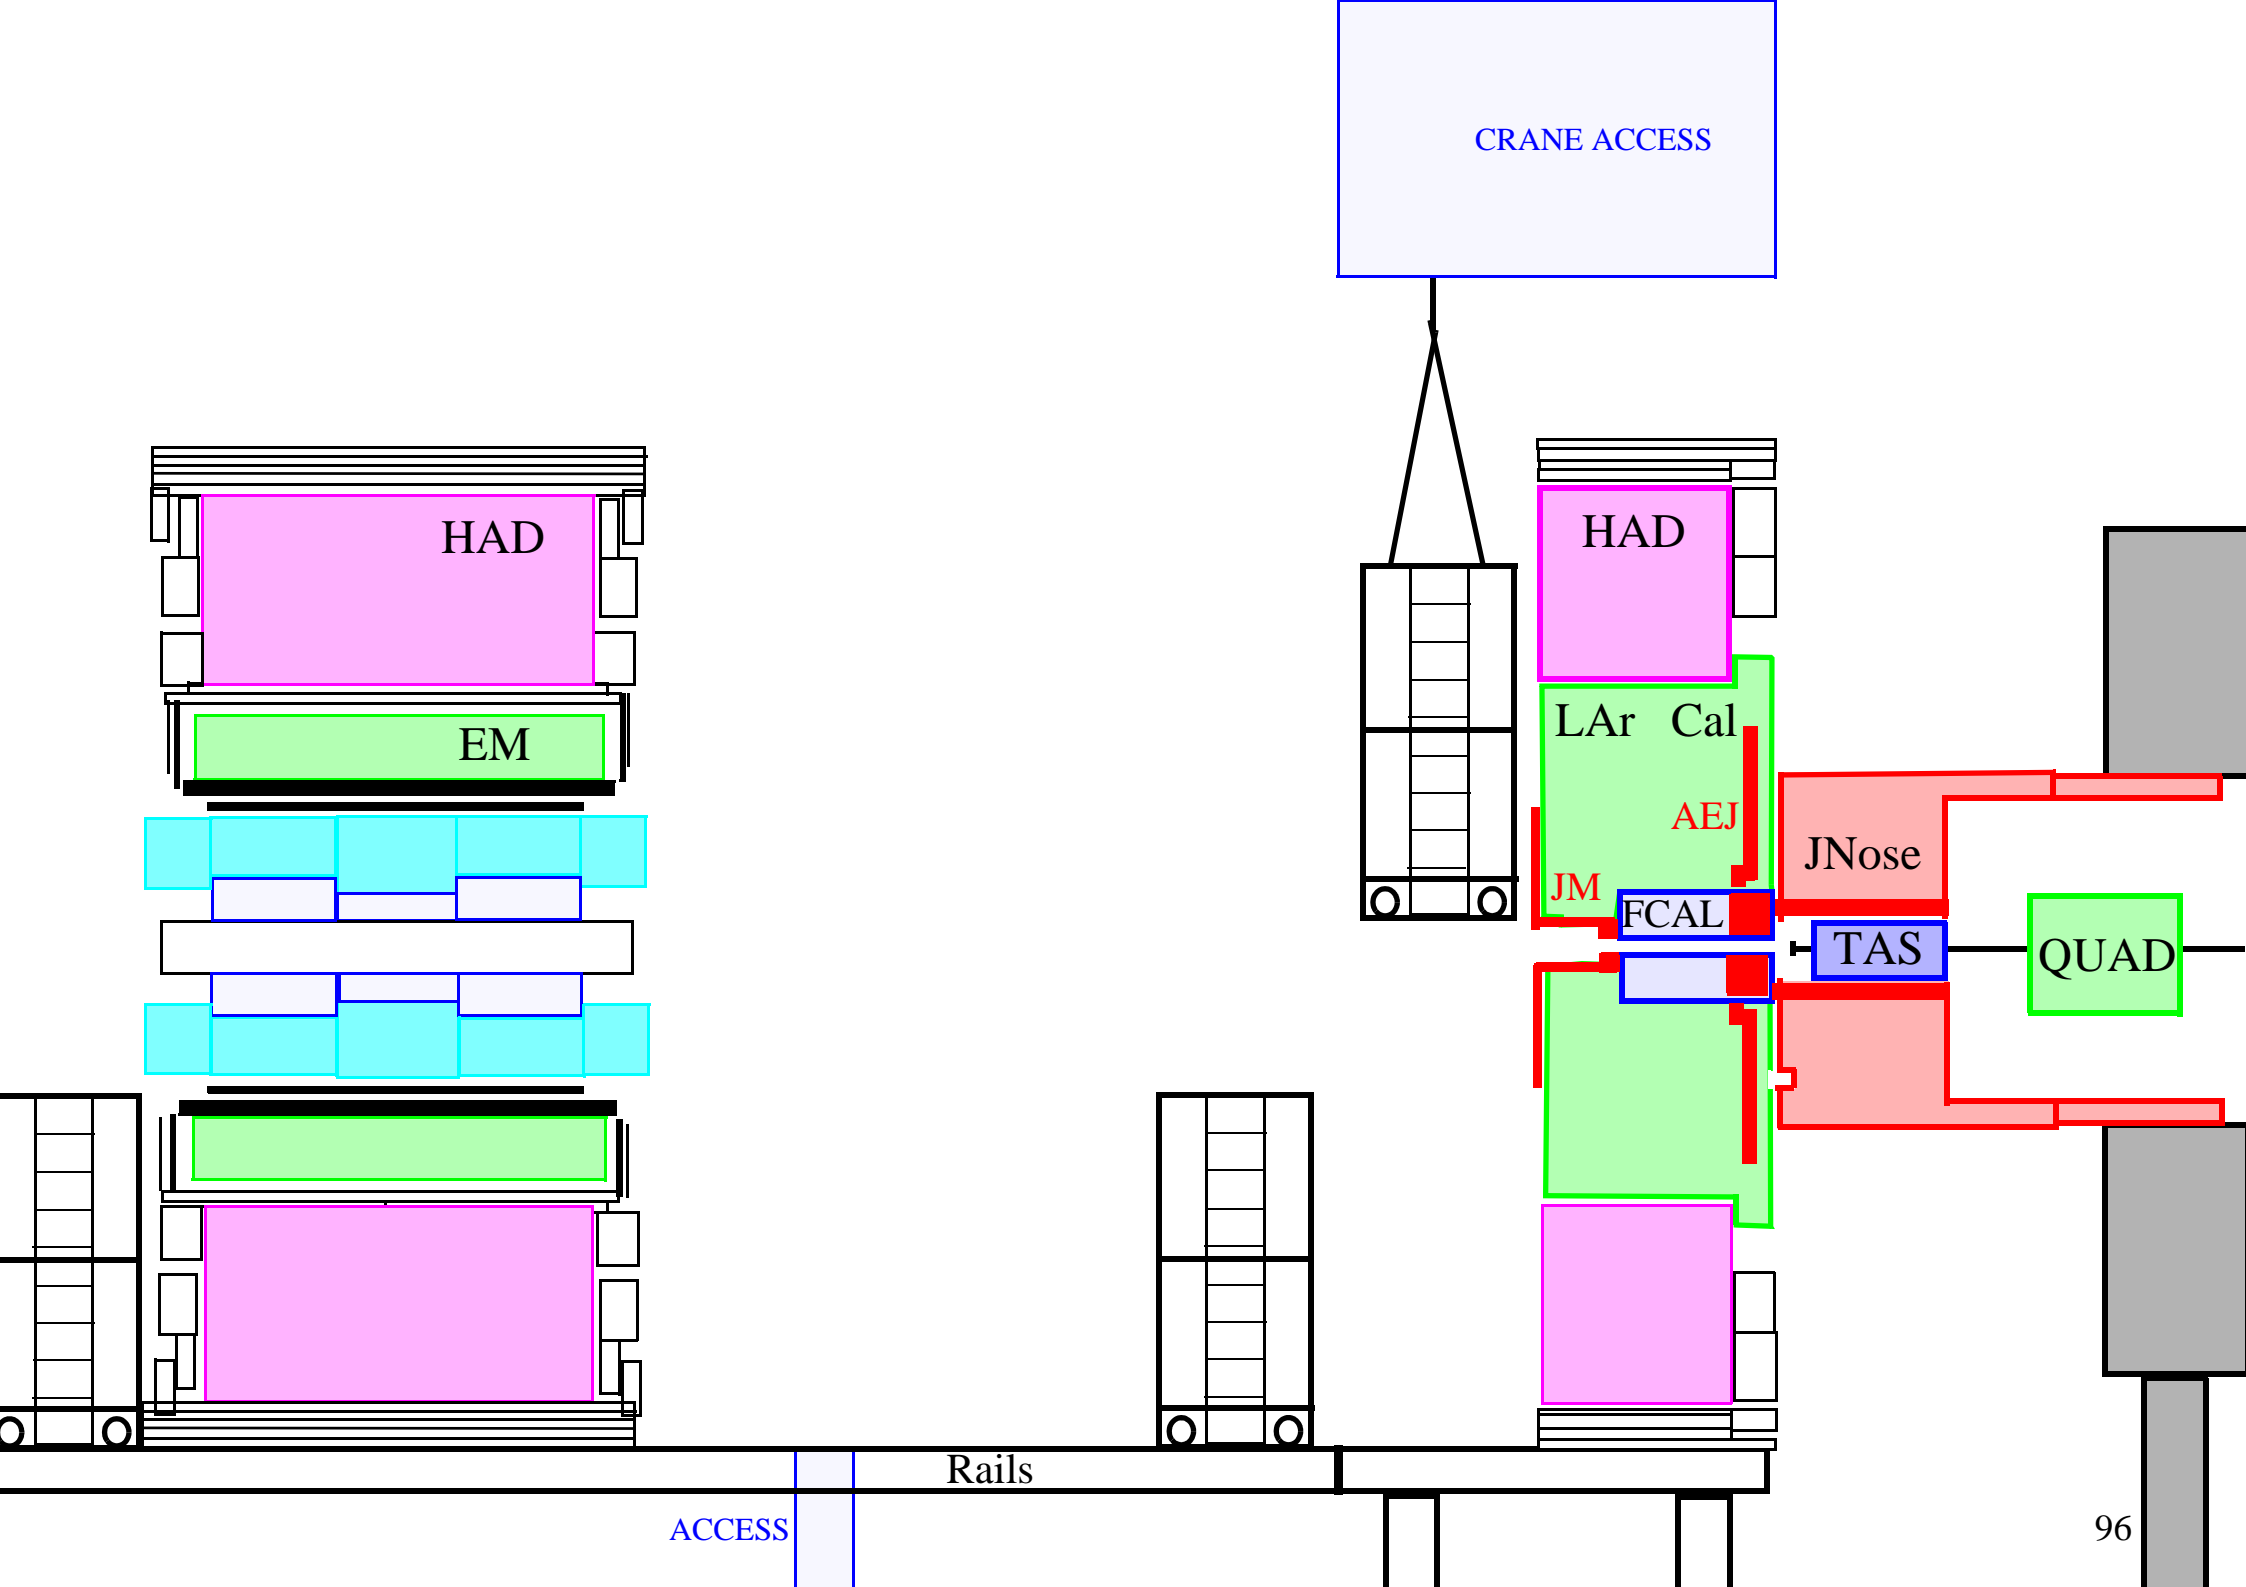 CRANE ACCESS
HAD
HAD
EM
LAr Cal
AEJ
JNose
JM
FCAL
TAS
QUAD
Rails
ACCESS
96